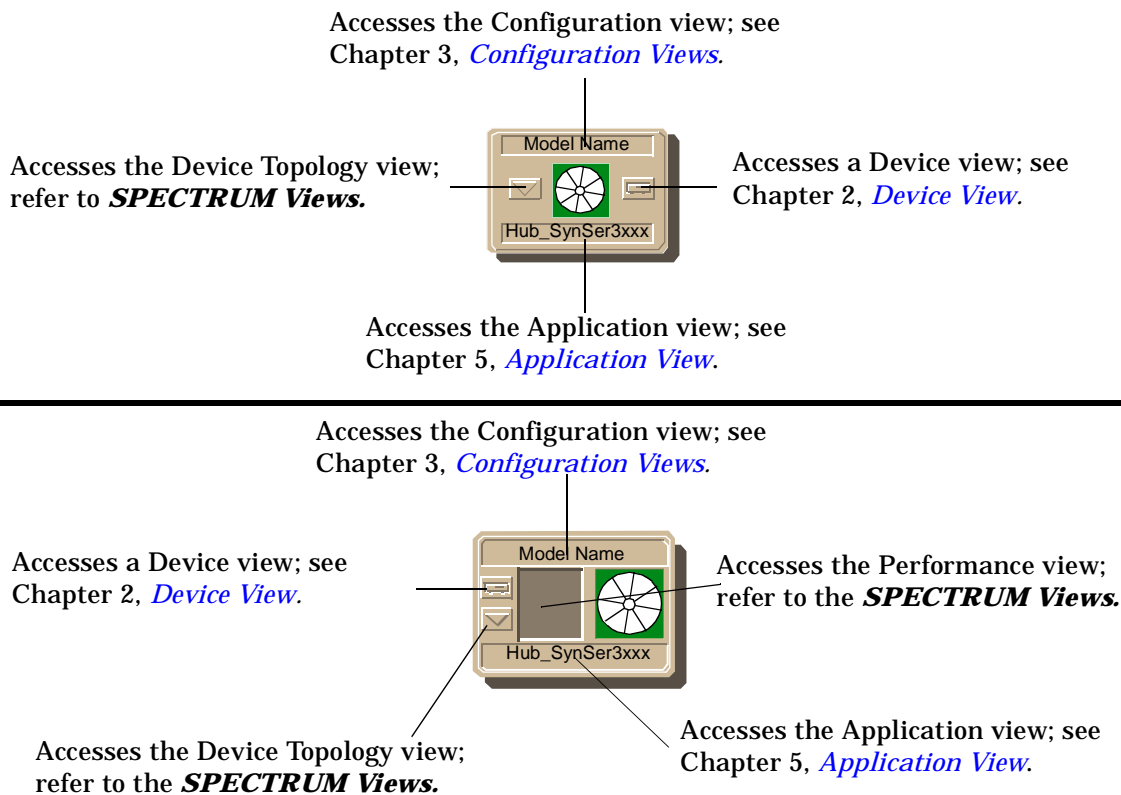 Accesses the Configuration view; see
Chapter 3, Configuration Views.
Model Name
Accesses the Device Topology view;
refer to SPECTRUM Views.
Accesses a Device view; see
Chapter 2, Device View.
Hub_SynSer3xxx
Accesses the Application view; see
Chapter 5, Application View.
Accesses the Configuration view; see
Chapter 3, Configuration Views.
Model Name
Accesses a Device view; see
Chapter 2, Device View.
Accesses the Performance view;
refer to the SPECTRUM Views.
Hub_SynSer3xxx
Accesses the Device Topology view;
refer to the SPECTRUM Views.
Accesses the Application view; see
Chapter 5, Application View.